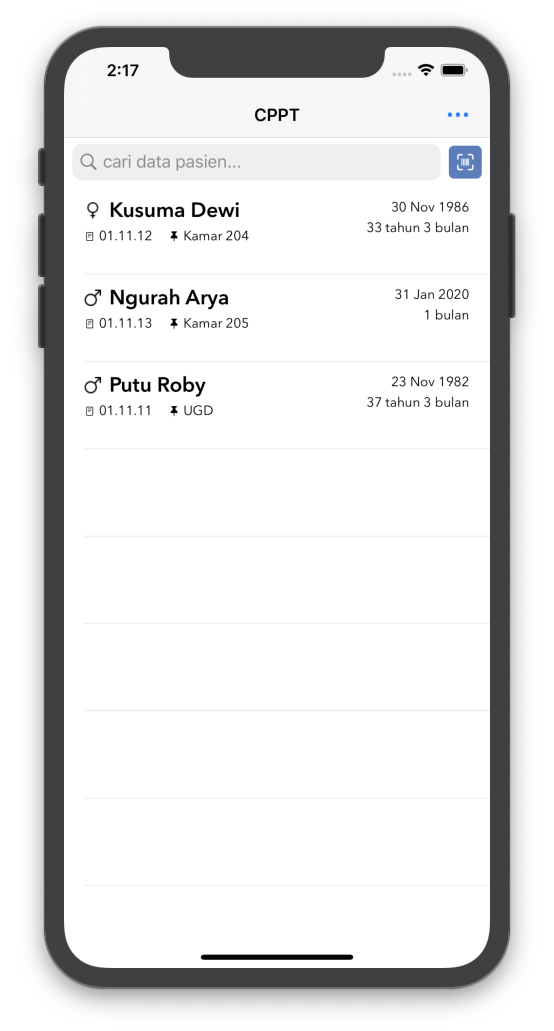 2:17
CPPT
cari data pasien...
Kusuma Dewi 30 Nov 1986
01.11.12 Kamar 204 33 tahun 3 bulan
Ngurah Arya 31 Jan 2020
01.11.13 Kamar 205 1 bulan
Putu Roby 23 Nov 1982
01.11.11 UGD 37 tahun 3 bulan